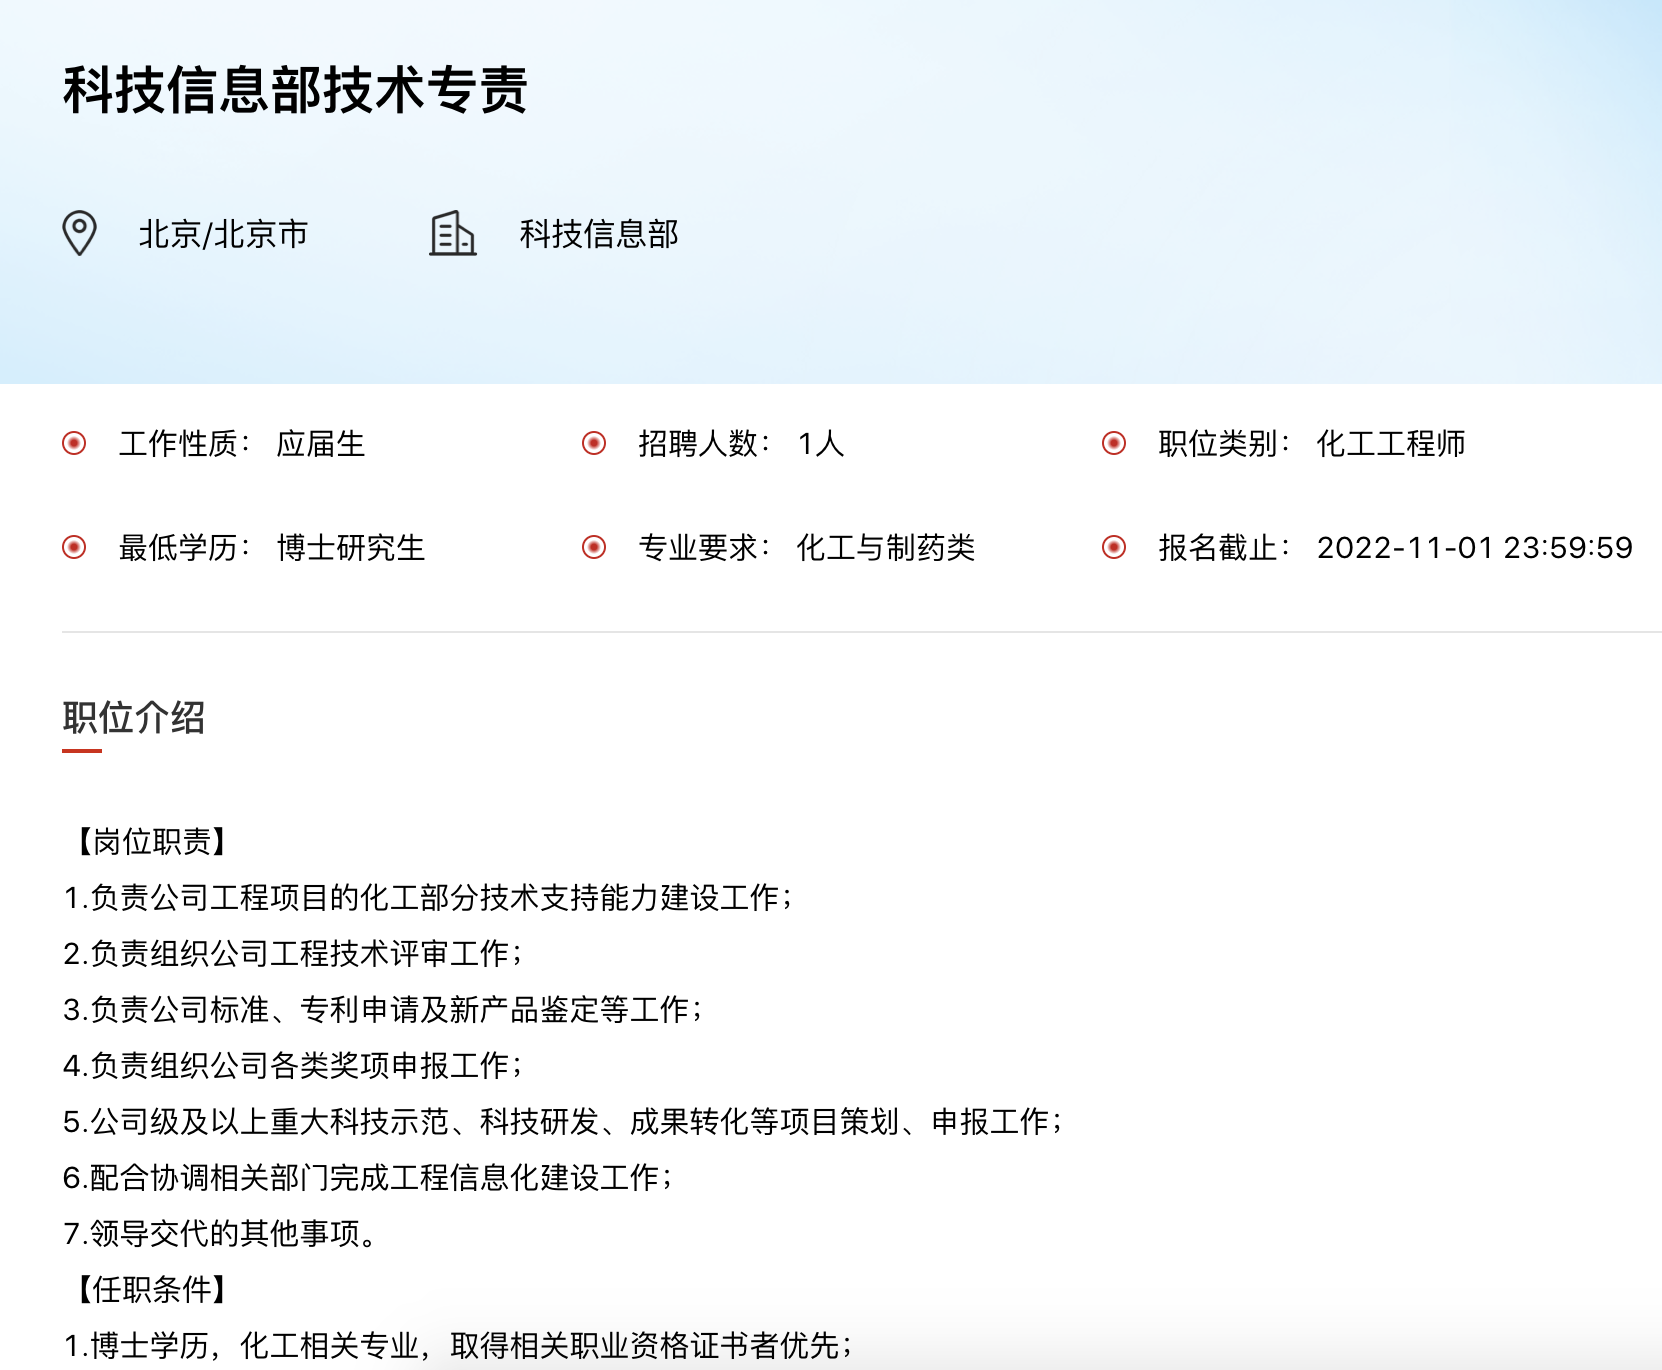 科技信息部技术专责
北京/北京市 科技信息部
工作性质： 应届生 招聘人数： 1人 职位类别： 化工工程师
最低学历： 博士研究生 专业要求： 化工与制药类 报名截止： 2022-11-01 23:59:59
职位介绍
【岗位职责】
1.负责公司工程项目的化工部分技术支持能力建设工作；
2.负责组织公司工程技术评审工作；
3.负责公司标准、专利申请及新产品鉴定等工作；
4.负责组织公司各类奖项申报工作；
5.公司级及以上重大科技示范、科技研发、成果转化等项目策划、申报工作；
6.配合协调相关部门完成工程信息化建设工作；
7.领导交代的其他事项。
【任职条件】
1.博士学历，化工相关专业，取得相关职业资格证书者优先；